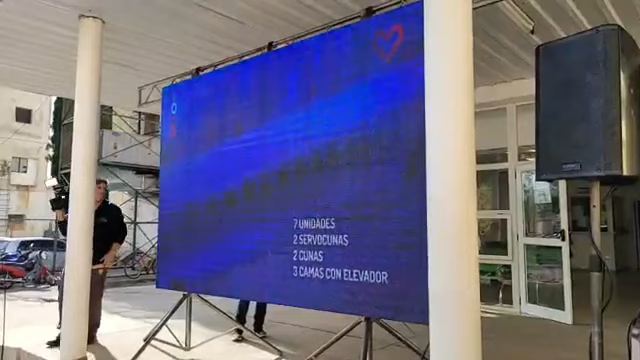 7 UNIDADES
2 SERVOCUNAS
2 CUNAS
3 CAMAS CON ELEVADOR